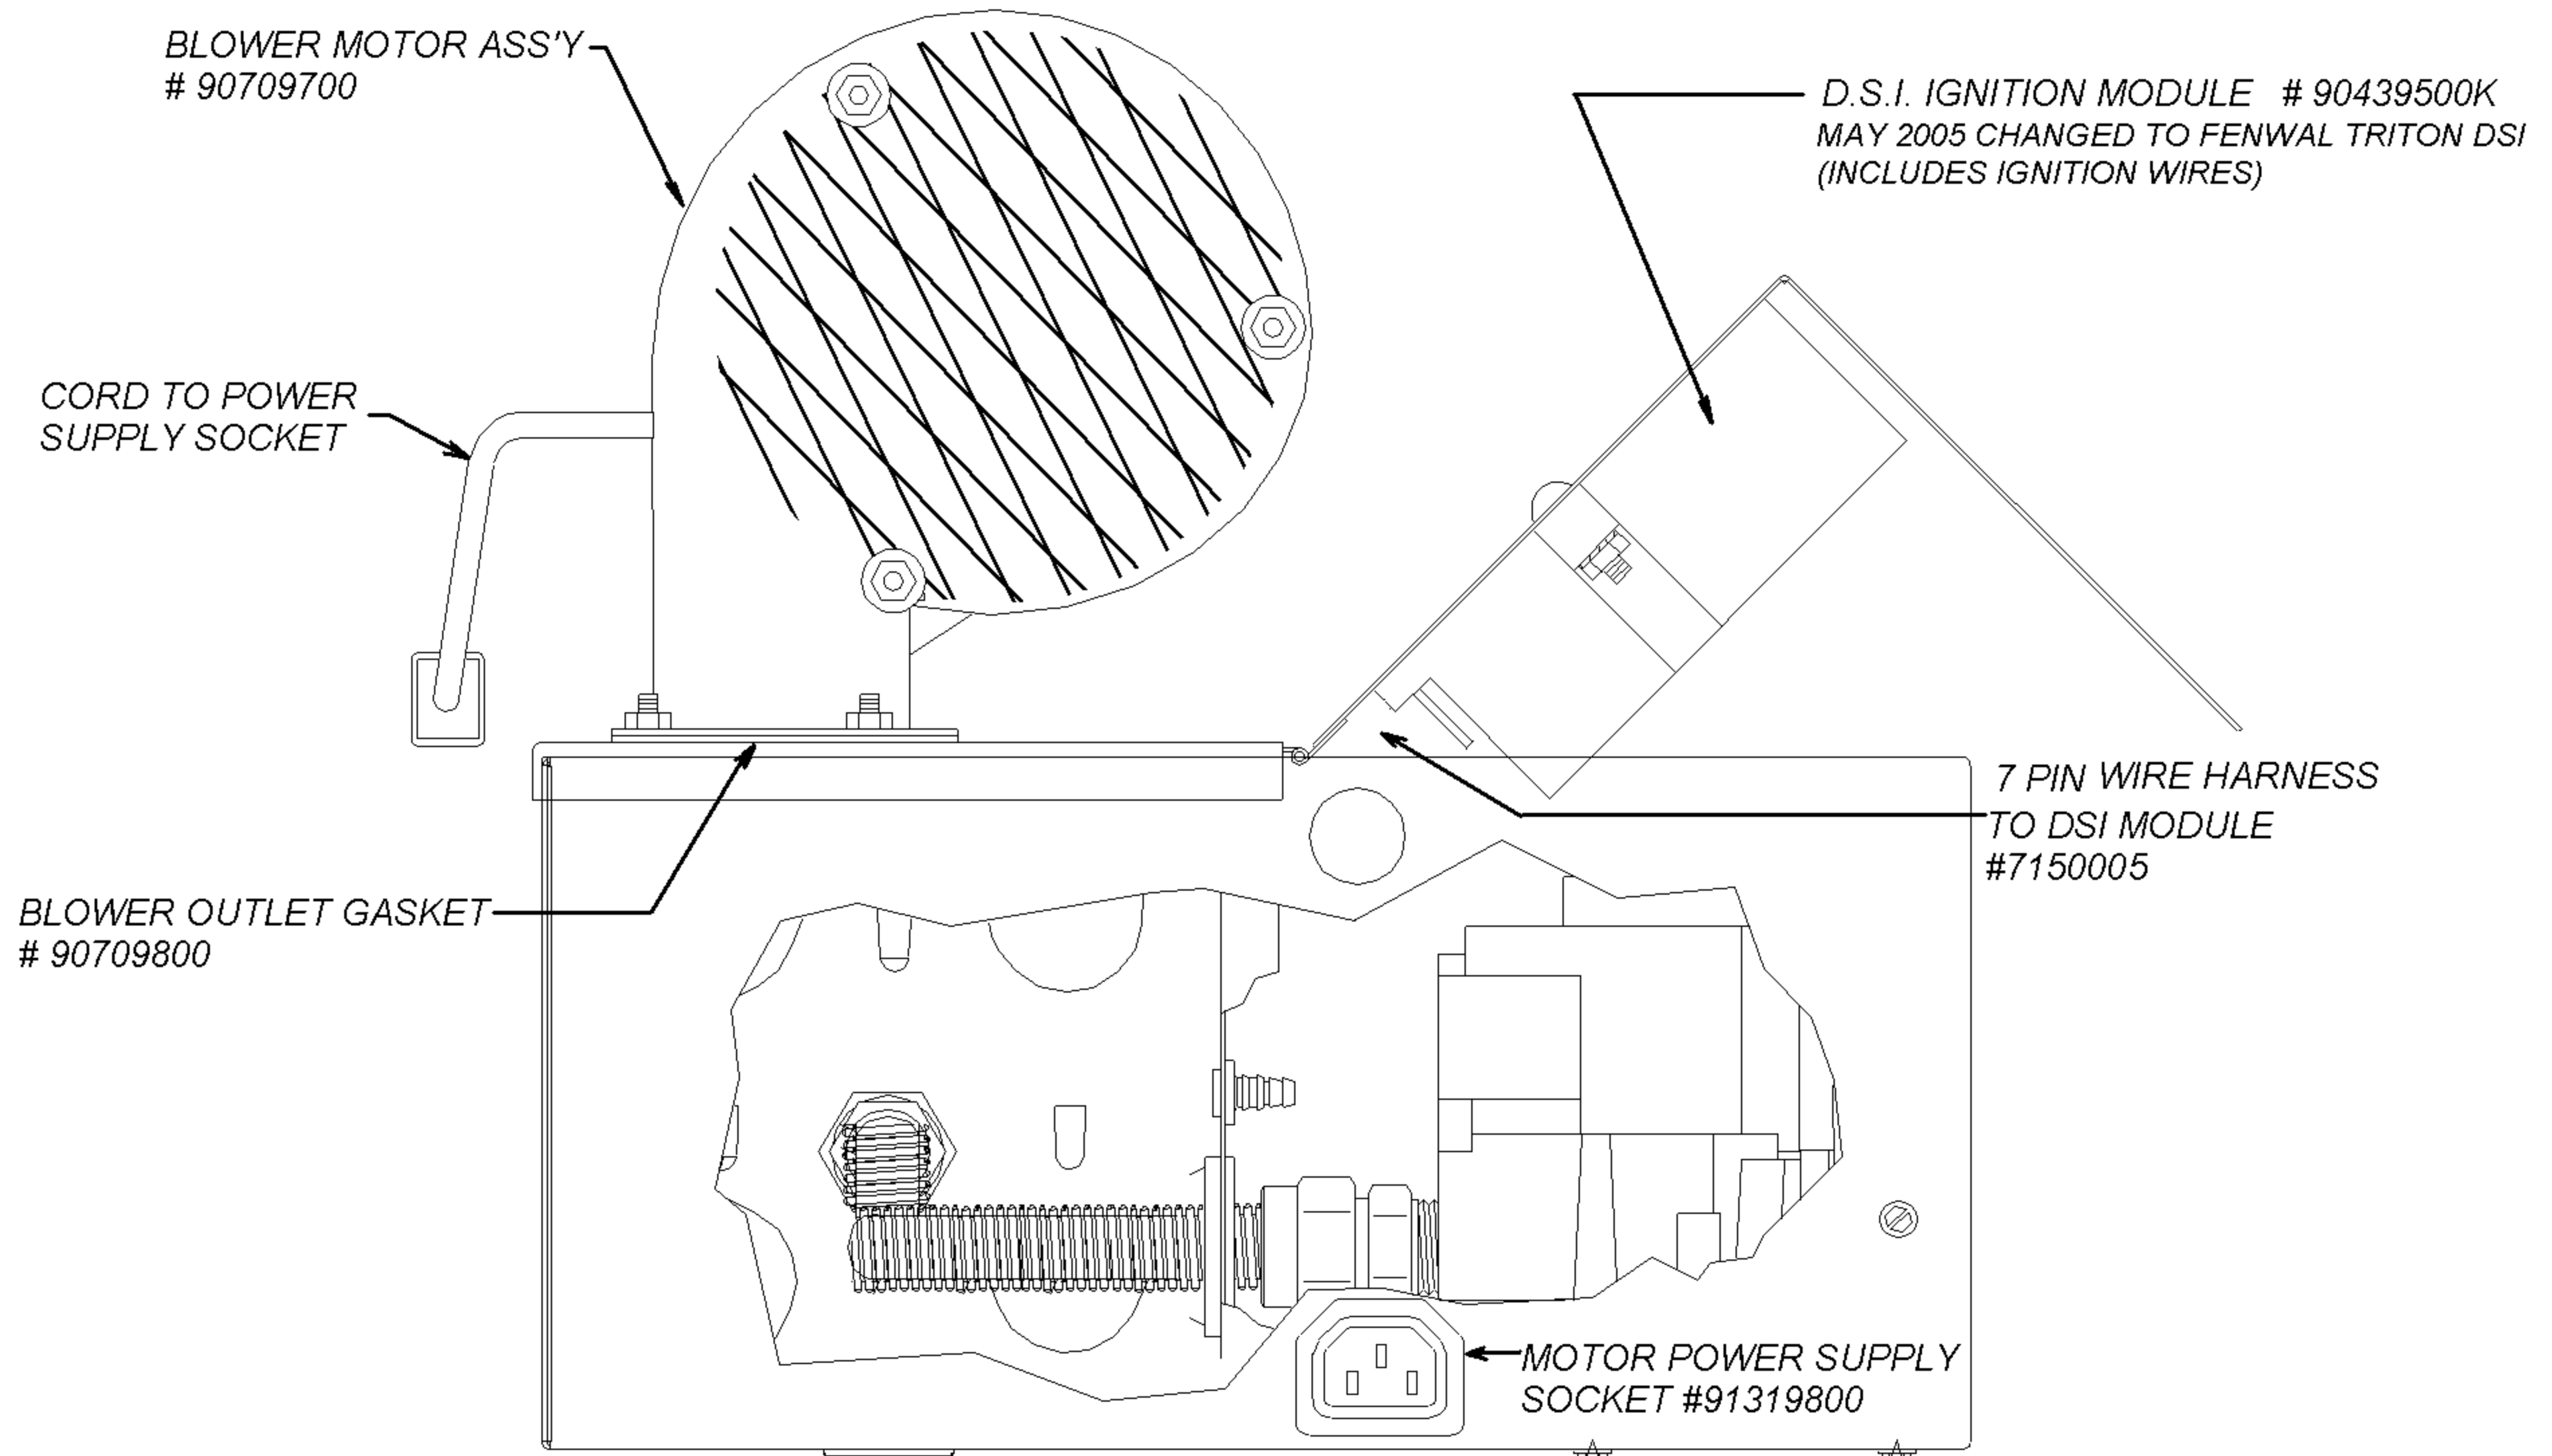 BLOWER MOTOR ASS'Y
# 90709700
D.S.I. IGNITION MODULE # 90439500K
MAY 2005 CHANGED TO FENWAL TRITON DSI
(INCLUDES IGNITION WIRES)
CORD TO POWER
SUPPLY SOCKET
7 PIN WIRE HARNESS
TO DSI MODULE
#7150005
BLOWER OUTLET GASKET
# 90709800
MOTOR POWER SUPPLY
SOCKET #91319800